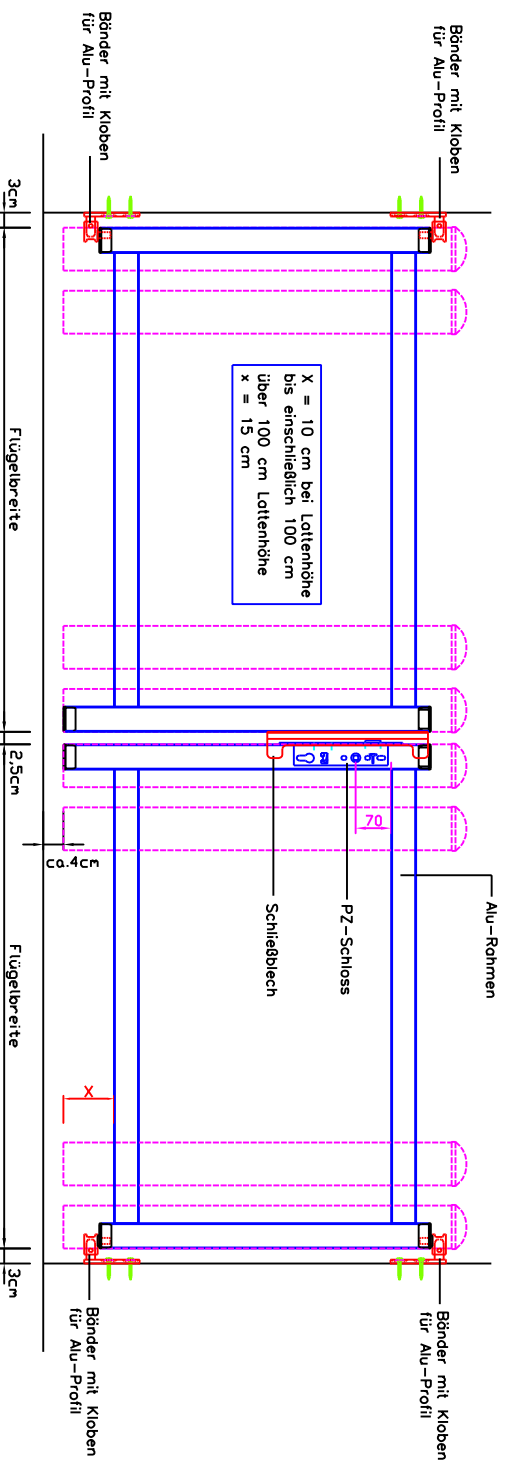 Bänder mit Kloben
für Alu-Profil
Bänder mit Kloben
für Alu-Profil
Alu-Rahmen
PZ-Schloss
Schließblech
70
X = 10 cm bei Lattenhöhe
bis einschließlich 100 cm
über 100 cm Lattenhöhe
x = 15 cm
X
ca.4cm
3cm
Flügelbreite
2,5cm
Flügelbreite
3cm
Bänder mit Kloben
für Alu-Profil
Bänder mit Kloben
für Alu-Profil